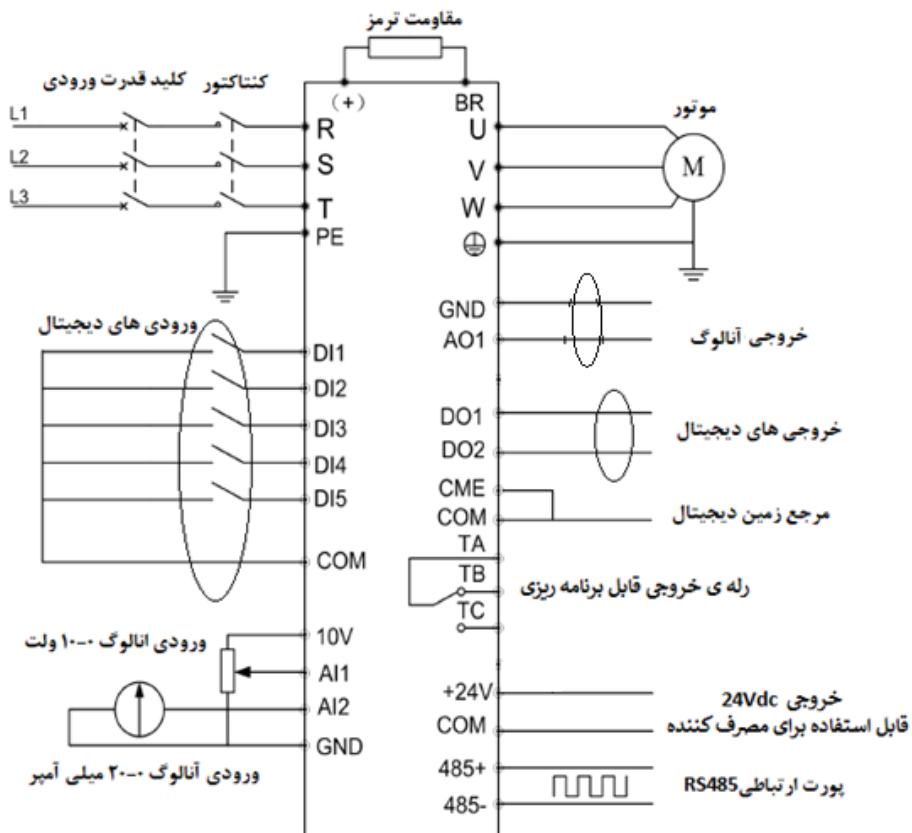 مقاومت ترمز
کلید قدرت ورودی
کنتاکتور
موتور
(+)
BR
L1
R
U
L2
S
V
M
L3
T
W
PE
ورودی های دیجیتال
GND
AO1
خروجی آنالوگ
DI1
DI2
DI3
DI4
DI5
COM
DO1
DO2
خروجی های دیجیتال
CME
COM
مرجع زمین دیجیتال
TA
TB
TC
رله ی خروجی قابل برنامه ریزی
ورودی انالوگ ۰-۱۰ ولت
10V
AI1
AI2
GND
ورودی آنالوگ ۰-۲۰ میلی آمپر
+24V
COM
خروجی 24Vdc
قابل استفاده برای مصرف کننده
485+
485-
پورت ارتباطی RS485